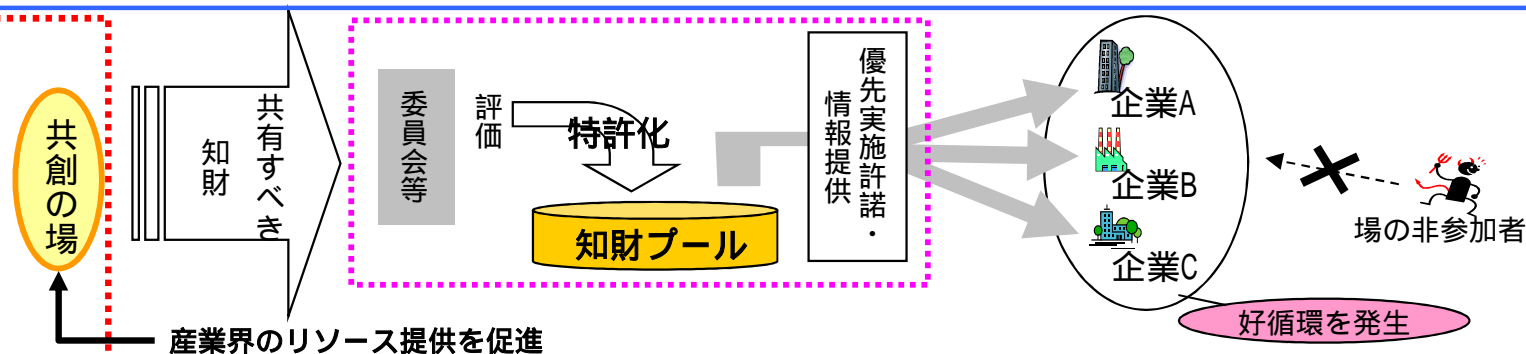 共創の場
共有すべき
知財
委員会等
評価
特許化
知財プール
優先実施許諾・
情報提供
企業A
企業B
企業C
場の非参加者
好循環を発生
産業界のリソース提供を促進